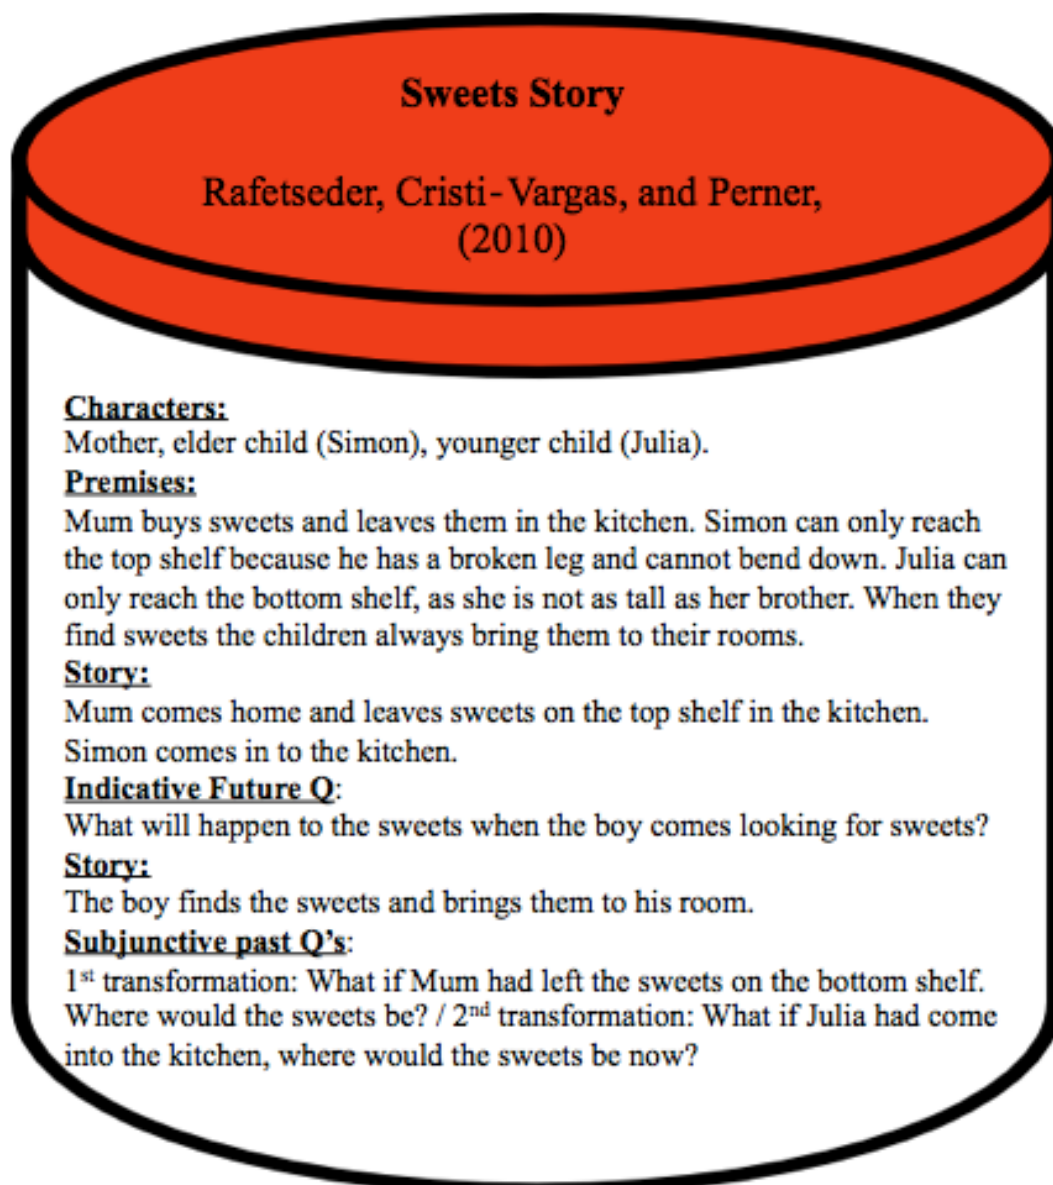 Sweets Story
Rafetseder, Cristi-Vargas, and Perner,
(2010)
Characters:
Mother, elder child (Simon), younger child (Julia).
Premises:
Mum buys sweets and leaves them in the kitchen. Simon can only reach
the top shelf because he has a broken leg and cannot bend down. Julia can
only reach the bottom shelf, as she is not as tall as her brother. When they
find sweets the children always bring them to their rooms.
Story:
Mum comes home and leaves sweets on the top shelf in the kitchen.
Simon comes in to the kitchen.
Indicative Future Q:
What will happen to the sweets when the boy comes looking for sweets?
Story:
The boy finds the sweets and brings them to his room.
Subjunctive past Q’s:
1st transformation: What if Mum had left the sweets on the bottom shelf.
Where would the sweets be? / 2nd transformation: What if Julia had come
into the kitchen, where would the sweets be now?